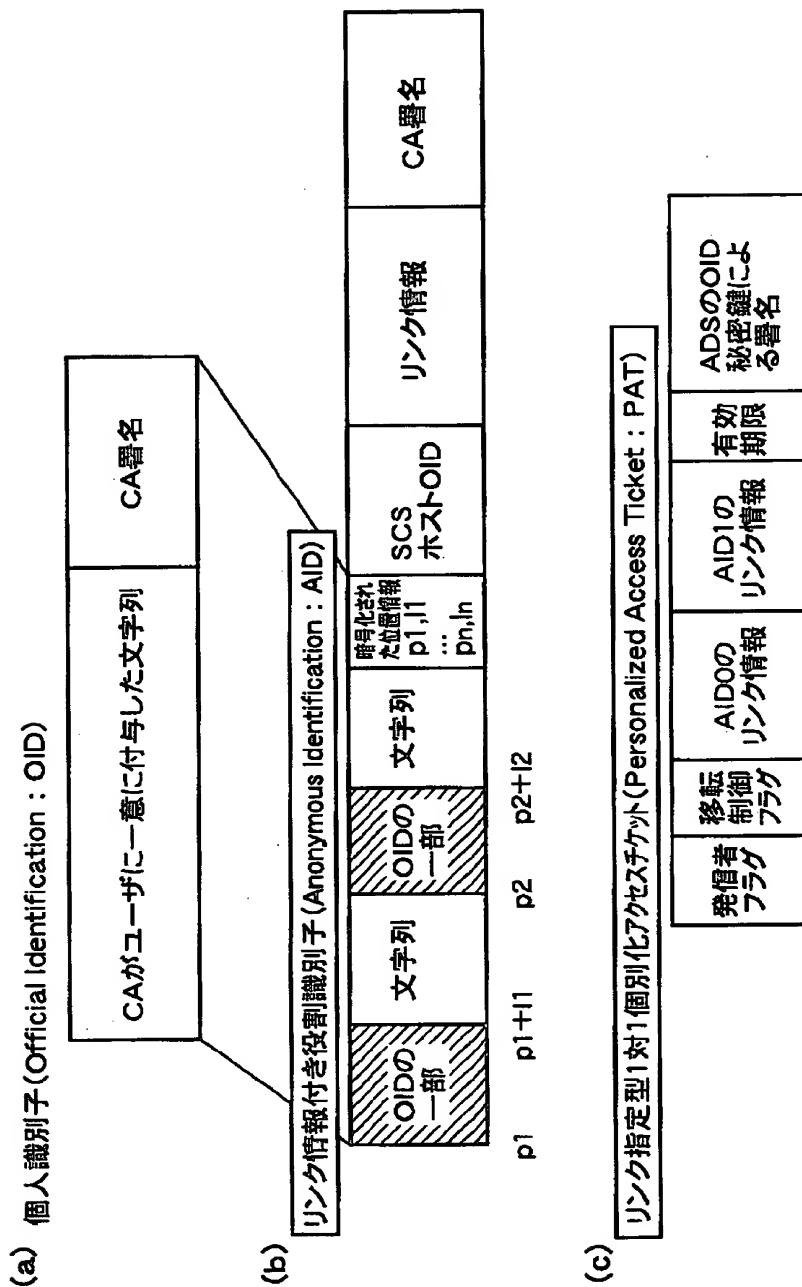 (a) 個人識別子(Official Identification : OID)
CAがユーザに一意に付与した文字列
CA署名
(b)
リンク情報付き役割識別子(Anonymous Identification : AID)
OIDの
一部
文字列
OIDの
一部
文字列
暗号化され
た位置情報
p1,l1
…
pn,ln
SCS
ホストOID
リンク情報
CA署名
p1
p1+l1
p2
p2+l2
(c)
リンク指定型1対1個別化アクセスチケット(Personalized Access Ticket : PAT)
発信者
フラグ
移転
制御
フラグ
AID0の
リンク情報
AID1の
リンク情報
有効
期限
ADSのOID
秘密鍵によ
る署名